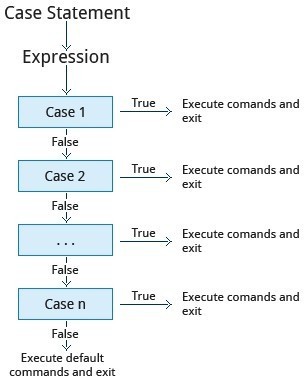 Case Statement
Expression
Case 1
True
Execute comands and
exit
False
Case 2
True
Execute comands and
exit
False
...
True
Execute comands and
exit
False
Case n
True
Execute comands and
exit
False
Execute default
commands and exit